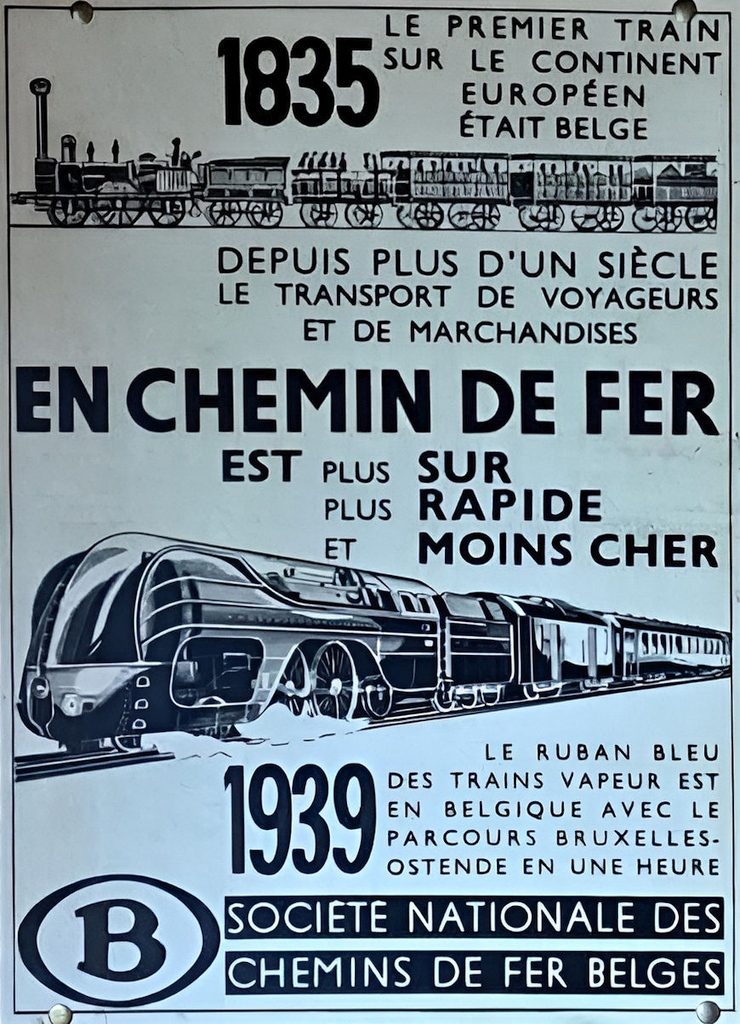 LE PREMIER TRAIN
1835 SUR LE CONTINENT
EUROPÉEN
ÉTAIT BELGE
DEPUIS PLUS D'UN SIÈCLE
LE TRANSPORT DE VOYAGEURS
ET DE MARCHANDISES
EN CHEMIN DE FER
EST PLUS SUR
PLUS RAPIDE
ET MOINS CHER
LE RUBAN BLEU
1939 DES TRAINS VAPEUR EST
EN BELGIQUE AVEC LE
PARCOURS BRUXELLES-
OSTENDE EN UNE HEURE
B SOCIÉTÉ NATIONALE DES
CHEMINS DE FER BELGES